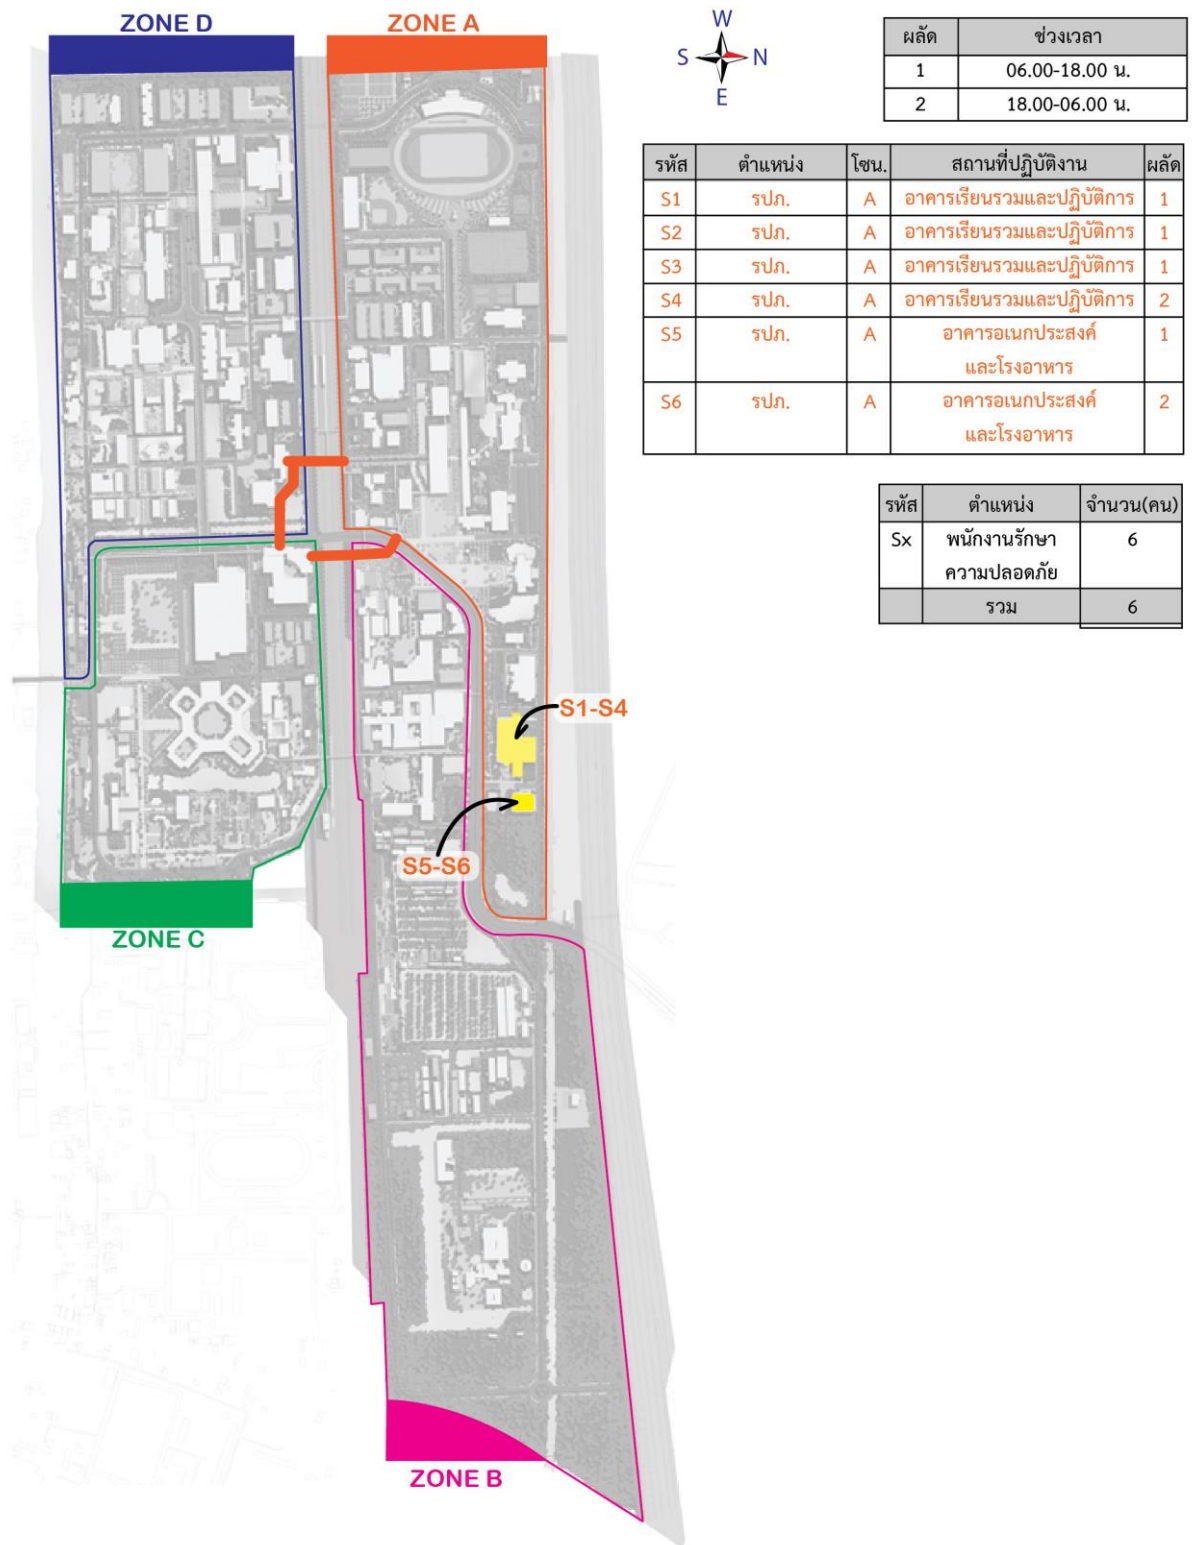 ZONE D
ZONE A
W
S
N
E
ผลัด ช่วงเวลา
1 06.00-18.00 น.
2 18.00-06.00 น.
รหัส ตำแหน่ง โซน. สถานที่ปฏิบัติงาน ผลัด
S1 รปภ. A อาคารเรียนรวมและปฏิบัติการ 1
S2 รปภ. A อาคารเรียนรวมและปฏิบัติการ 1
S3 รปภ. A อาคารเรียนรวมและปฏิบัติการ 1
S4 รปภ. A อาคารเรียนรวมและปฏิบัติการ 2
S5 รปภ. A อาคารอเนกประสงค์ 1
และโรงอาหาร
S6 รปภ. A อาคารอเนกประสงค์ 2
และโรงอาหาร
รหัส ตำแหน่ง จำนวน(คน)
Sx พนักงานรักษา 6
ความปลอดภัย
รวม 6
S1-S4
S5-S6
ZONE C
ZONE B